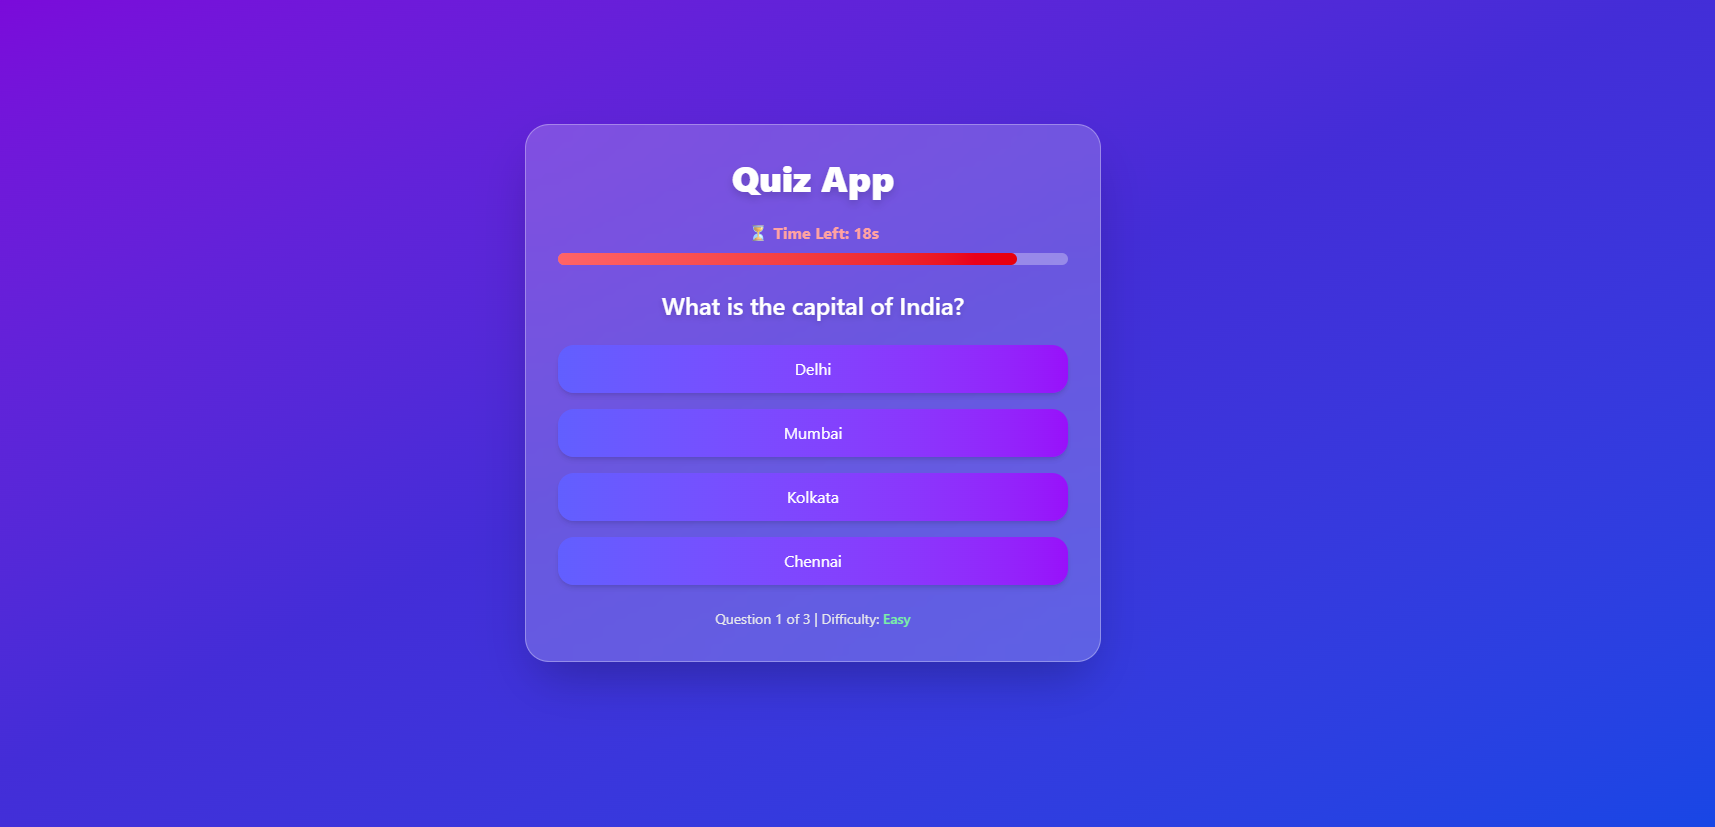 Quiz App
⏳ Time Left: 18s
What is the capital of India?
Delhi
Mumbai
Kolkata
Chennai
Question 1 of 3 | Difficulty: Easy